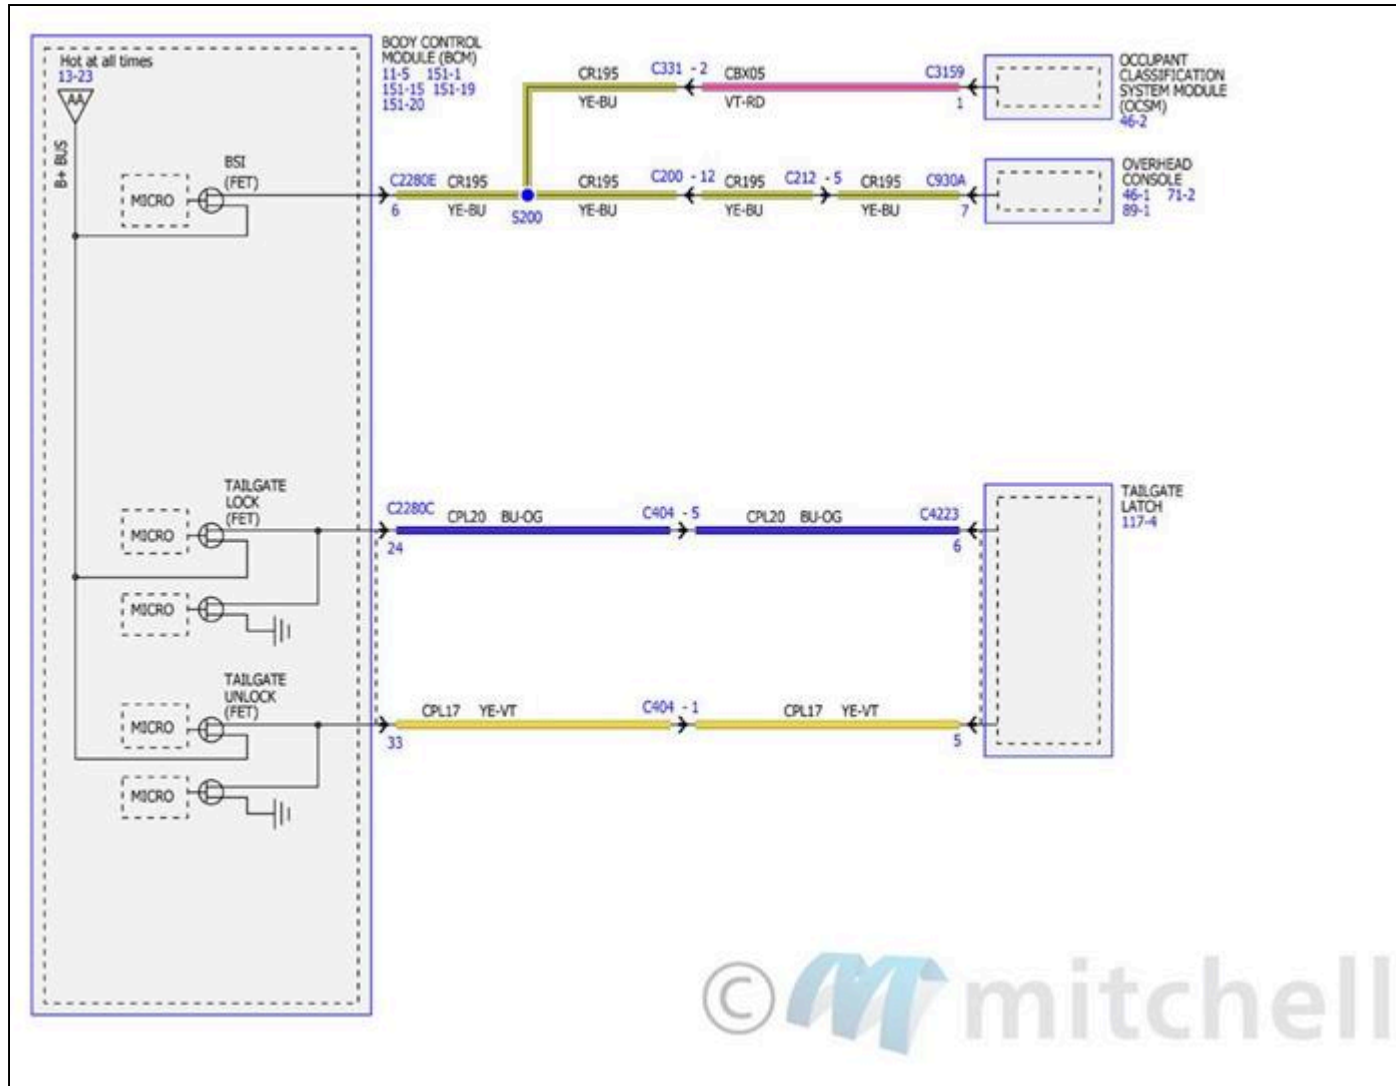 Hot at all times
13-23
AA
B+ BUS
BODY CONTROL
MODULE (BCM)
11-5 151-1
151-15 151-19
151-20
CR195
YE-BU
C331 - 2
CBX05
VT-RD
C3159
1
OCCUPANT
CLASSIFICATION
SYSTEM MODULE
(OCSM)
46-2
BSI
(FET)
MICRO
C2280E
6
CR195
YE-BU
S200
CR195
YE-BU
C200 - 12
CR195
YE-BU
C212 - 5
CR195
YE-BU
C930A
7
OVERHEAD
CONSOLE
46-1 71-2
89-1
TAILGATE
LOCK
(FET)
MICRO
MICRO
C2280C
24
CPL20 BU-OG
C404 - 5
CPL20 BU-OG
C4223
6
TAILGATE
LATCH
117-4
TAILGATE
UNLOCK
(FET)
MICRO
MICRO
33
CPL17 YE-VT
C404 - 1
CPL17 YE-VT
5
© mitchell